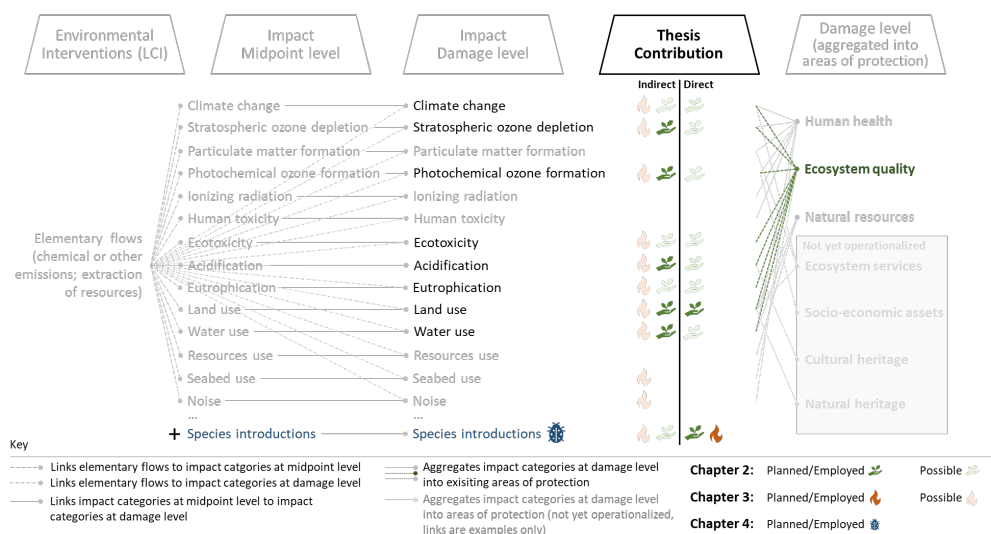 Environmental
Interventions (LCI)
Impact
Midpoint level
Impact
Damage level
Thesis
Contribution
Damage level
(aggregated into
areas of protection)
Indirect Direct
Climate change Climate change
Stratospheric ozone depletion Stratospheric ozone depletion
Particulate matter formation Particulate matter formation
Photochemical ozone formation Photochemical ozone formation
Ionizing radiation Ionizing radiation
Human toxicity Human toxicity
Ecotoxicity Ecotoxicity
Acidification Acidification
Eutrophication Eutrophication
Land use Land use
Water use Water use
Resources use Resources use
Seabed use Seabed use
Noise Noise
... ...
+ Species introductions Species introductions
Elementary flows
(chemical or other
emissions; extraction
of resources)
Human health
Ecosystem quality
Natural resources
Not yet operationalized
Ecosystem services
Socio-economic assets
Cultural heritage
Natural heritage
Key
Links elementary flows to impact catgories at midpoint level
Links elementary flows to impact categories at damage level
Links impact categories at midpoint level to impact
categories at damage level
Aggregates impact categories at damage level
into exisiting areas of protection
Aggregates impact categories at damage level
into areas of protection (not yet operationalized,
links are examples only)
Chapter 2: Planned/Employed Possible
Chapter 3: Planned/Employed Possible
Chapter 4: Planned/Employed